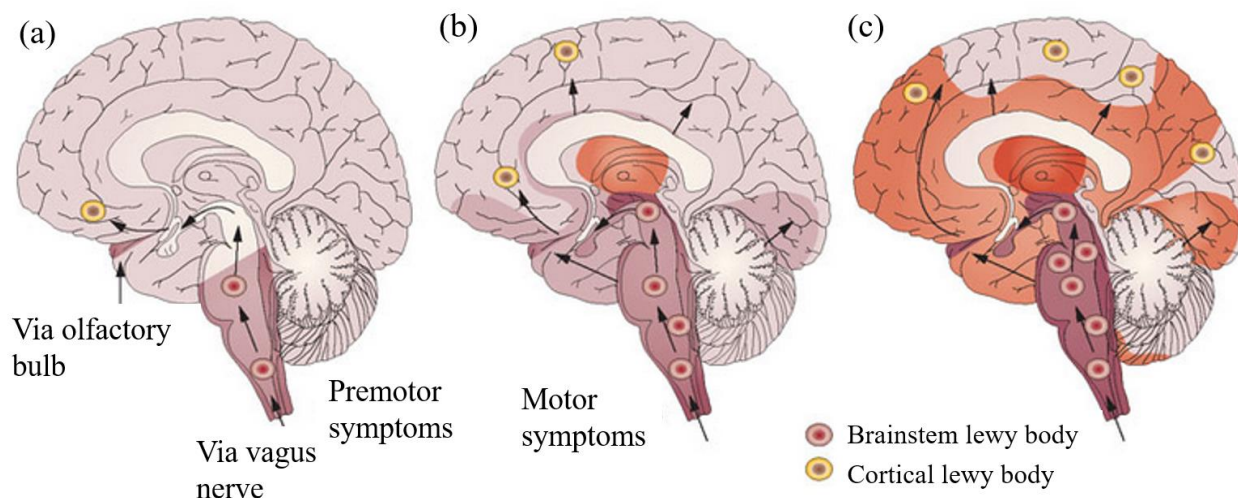 (a)
(b)
(c)
Via olfactory
bulb
Premotor
symptoms
Via vagus
nerve
Motor
symptoms
Brainstem lewy body
Cortical lewy body